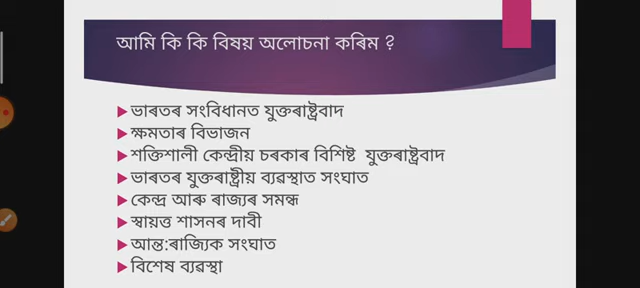 আমি কি কি বিষয় অলোচনা কৰিম ?
ভাৰতৰ সংবিধানত যুক্তৰাষ্ট্ৰবাদ
ক্ষমতাৰ বিভাজন
শক্তিশালী কেন্দ্ৰীয় চৰকাৰ বিশিষ্ট যুক্তৰাষ্ট্ৰবাদ
ভাৰতৰ যুক্তৰাষ্ট্ৰীয় ব্যৱস্থাত সংঘাত
কেন্দ্ৰ আৰু ৰাজ্যৰ সমন্ধ
স্বায়ত্ত শাসনৰ দাবী
আন্ত:ৰাজ্যিক সংঘাত
বিশেষ ব্যৱস্থা